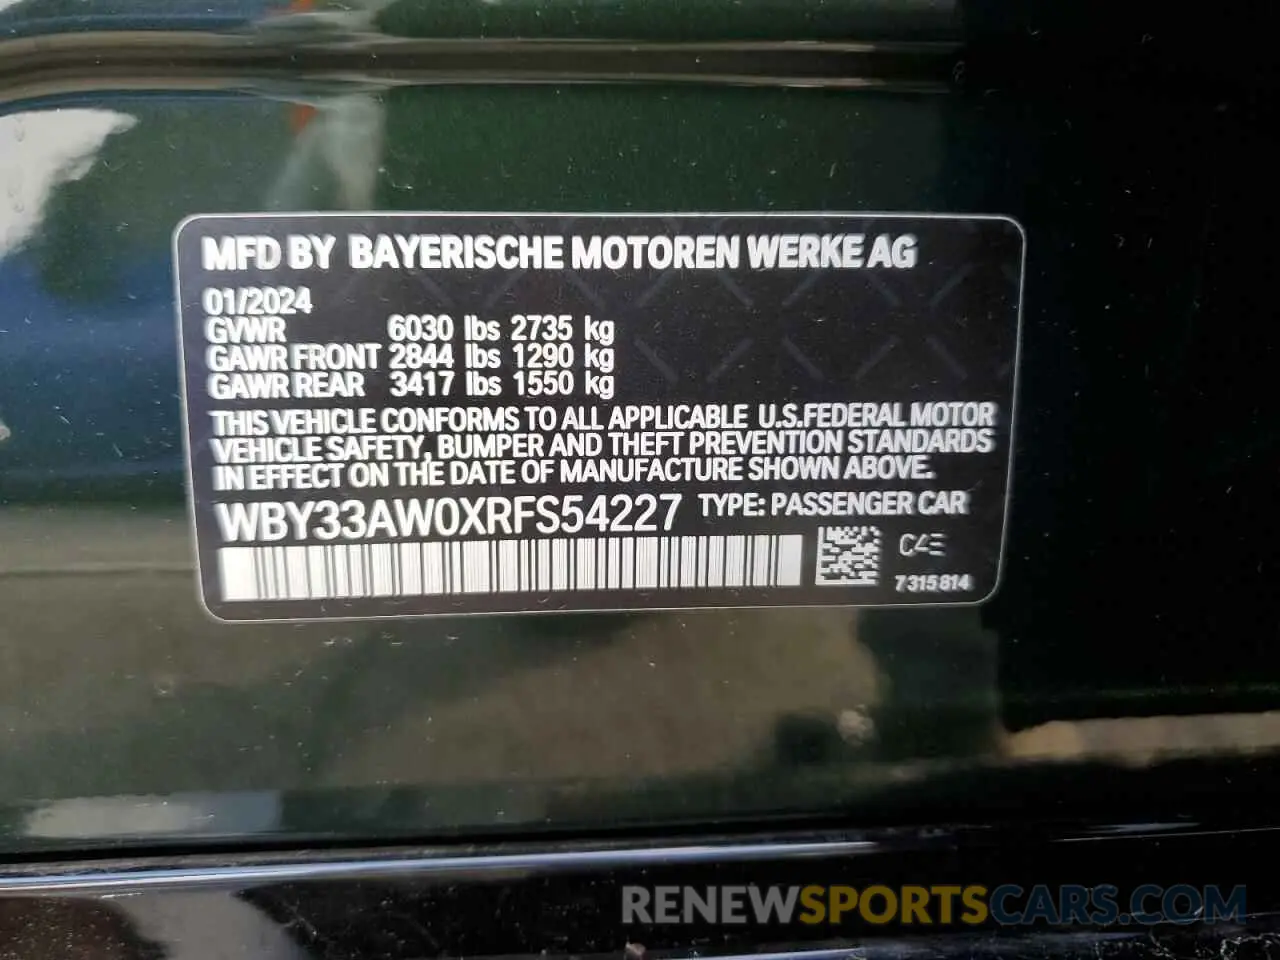 MFD BY BAYERISCHE MOTOREN WERKE AG
01/2024
GVWR 6030 lbs 2735 kg
GAWR FRONT 2844 lbs 1290 kg
GAWR REAR 3417 lbs 1550 kg
THIS VEHICLE CONFORMS TO ALL APPLICABLE U.S.FEDERAL MOTOR
VEHICLE SAFETY, BUMPER AND THEFT PREVENTION STANDARDS
IN EFFECT ON THE DATE OF MANUFACTURE SHOWN ABOVE.
WBY33AW0XRFS54227 TYPE: PASSENGER CAR
C4E
7315814
RENEWSPORTSCARS.COM